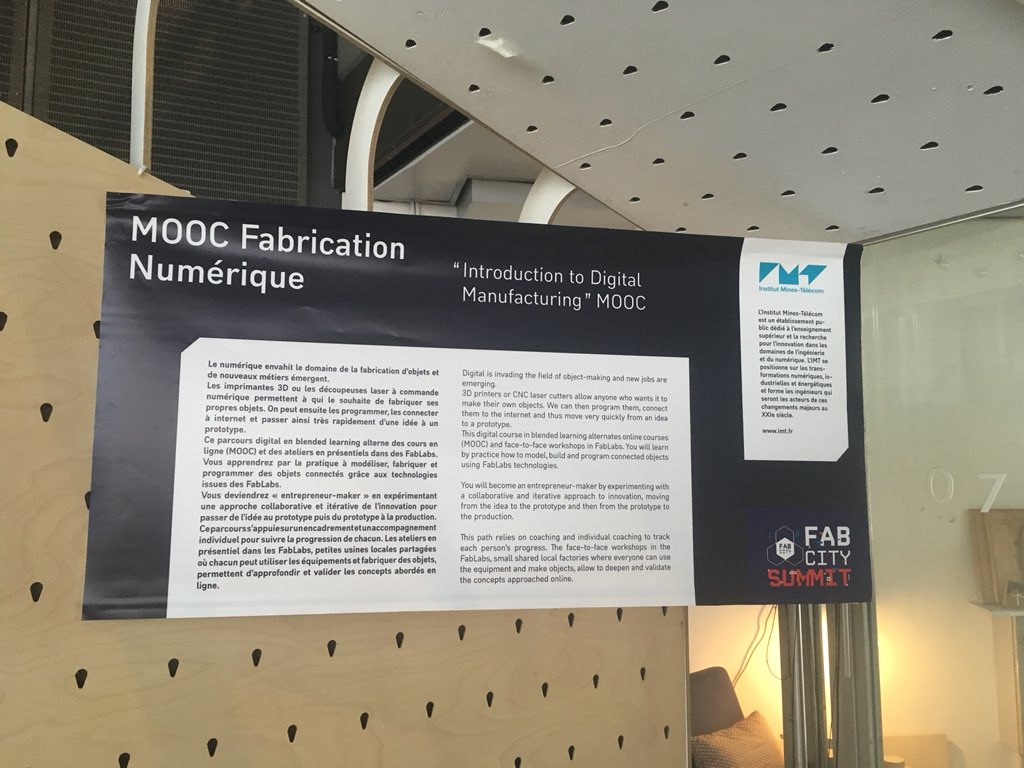 MOOC Fabrication
Numérique
“Introduction to Digital
Manufacturing” MOOC
Le numérique envahit le domaine de la fabrication d'objets et
de nouveaux métiers émergent.
Les imprimantes 3D ou les découpeuses laser à commande
numérique permettent à qui le souhaite de fabriquer ses
propres objets. On peut ensuite les programmer, les connecter
à internet et passer ainsi très rapidement d'une idée à un
prototype.
Ce parcours digital en blended learning alterne des cours en
ligne (MOOC) et des ateliers en présentiels dans des FabLabs.
Vous apprendrez par la pratique à modéliser, fabriquer et
programmer des objets connectés grâce aux technologies
issues des FabLabs.
Vous deviendrez « entrepreneur-maker » en expérimentant
une approche collaborative et itérative de l'innovation pour
passer de l'idée au prototype puis du prototype à la production.
Ce parcours s'appuie sur un encadrement et un accompagnement
individuel pour suivre la progression de chacun. Les ateliers en
présentiel dans les FabLabs, petites usines locales partagées
où chacun peut utiliser les équipements et fabriquer des objets,
permettent d'approfondir et valider les concepts abordés en
ligne.
Digital is invading the field of object-making and new jobs are
emerging.
3D printers or CNC laser cutters allow anyone who wants it to
make their own objects. We can then program them, connect
them to the internet and thus move very quickly from an idea
to a prototype.
This digital course in blended learning alternates online courses
(MOOC) and face-to-face workshops in FabLabs. You will learn
by practice how to model, build and program connected objects
using FabLabs technologies.
You will become an entrepreneur-maker by experimenting with
a collaborative and iterative approach to innovation, moving
from the idea to the prototype and then from the prototype to
the production.
This path relies on coaching and individual coaching to track
each person's progress. The face-to-face workshops in the
FabLabs, small shared local factories where everyone can use
the equipment and make objects, allow to deepen and validate
the concepts approached online.
IMT
Institut Mines-Télécom
L'Institut Mines-Télécom
est un établissement pu-
blic dédié à l'enseignement
supérieur et la recherche
pour l'innovation dans les
domaines de l'ingénierie
et du numérique. L'IMT se
positionne sur les trans-
formations numériques, in-
dustrielles et énergétiques
et forme les ingénieurs qui
seront les acteurs de ces
changements majeurs au
XXIe siècle.
www.imt.fr
FAB
CITY
FAB
CITY
SUMMIT
07